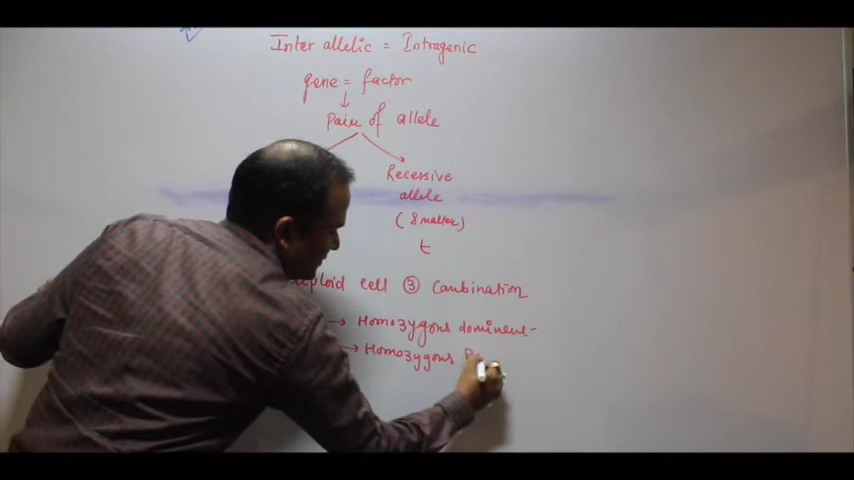 Inter allelic = Intragenic
gene = factor
↓
Pair of allele
Recessive
allele
(Smaller)
t
cell ③ Combination
→ Homozygous dominent
→ Homozygous